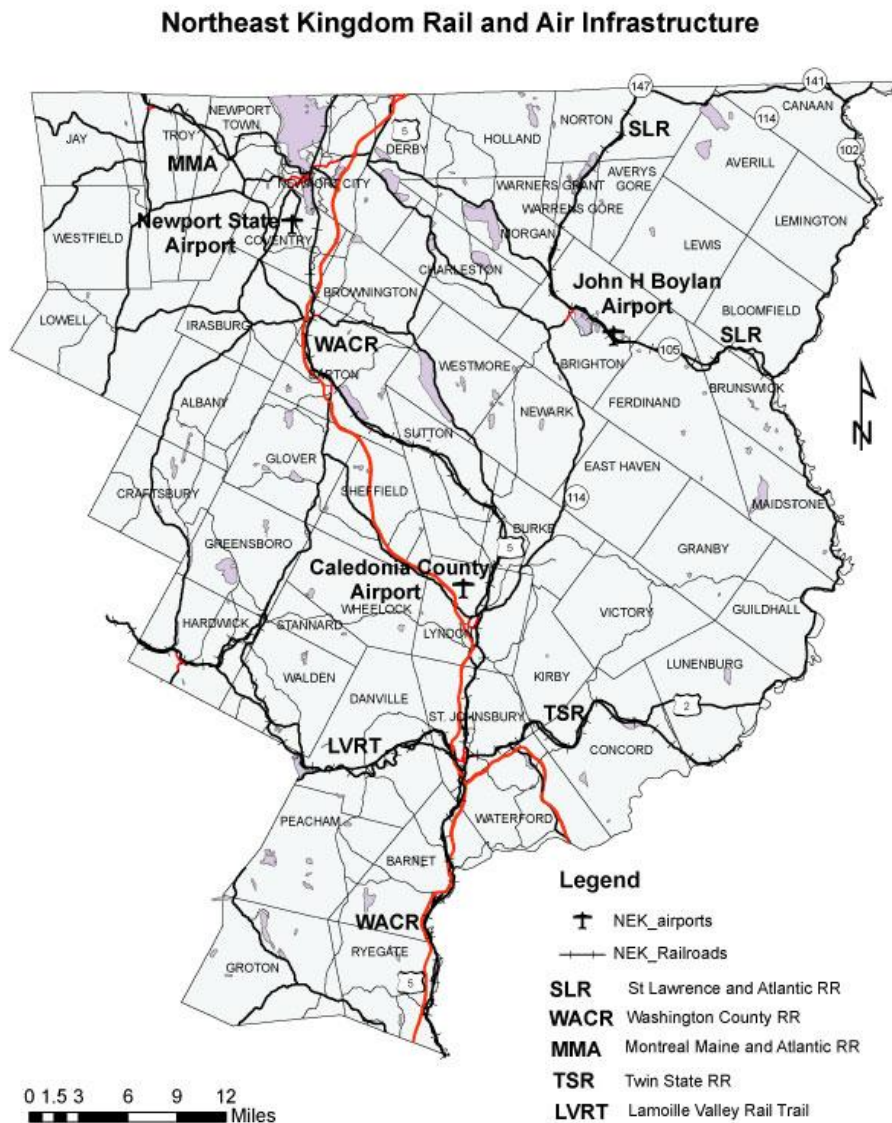 Northeast Kingdom Rail and Air Infrastructure
147
141
CANAAN
114
NEWPORT
TOWN
NORTON
SLR
JAY
TROY
5
DERBY
HOLLAND
102
MMA
AVERILL
AVERYS
GORE
NEWPORT CITY
WARNERS GRANT
WARRENS GORE
LEMINGTON
Newport State
Airport
MORGAN
WESTFIELD
COVENTRY
LEWIS
CHARLESTON
John H Boylan
Airport
BROWNINGTON
BLOOMFIELD
LOWELL
IRASBURG
SLR
WACR
105
WESTMORE
BRIGHTON
BARTON
BRUNSWICK
FERDINAND
ALBANY
NEWARK
SUTTON
GLOVER
EAST HAVEN
SHEFFIELD
CRAFTSBURY
114
MAIDSTONE
BURKE
GREENSBORO
5
GRANBY
Caledonia County
Airport
WHEELOCK
VICTORY
GUILDHALL
HARDWICK
STANNARD
LYNDON
LUNENBURG
WALDEN
KIRBY
DANVILLE
2
ST. JOHNSBURY
TSR
LVRT
CONCORD
PEACHAM
WATERFORD
BARNET
WACR
RYEGATE
GROTON
5
N
Legend
NEK_airports
NEK_Railroads
SLR St Lawrence and Atlantic RR
WACR Washington County RR
MMA Montreal Maine and Atlantic RR
TSR Twin State RR
LVRT Lamoille Valley Rail Trail
0 1.5 3 6 9 12
Miles